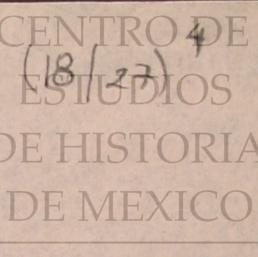 CENTRO DE
(18/27)^4
ESTUDIOS
DE HISTORIA
DE MEXICO